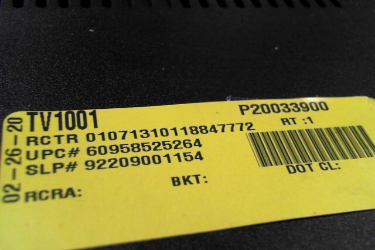 02-26-20
TV1001
P20033900
RCTR 01071310118847772
RT :1
UPC# 60958525264
SLP# 92209001154
DOT CL:
BKT:
RCRA: